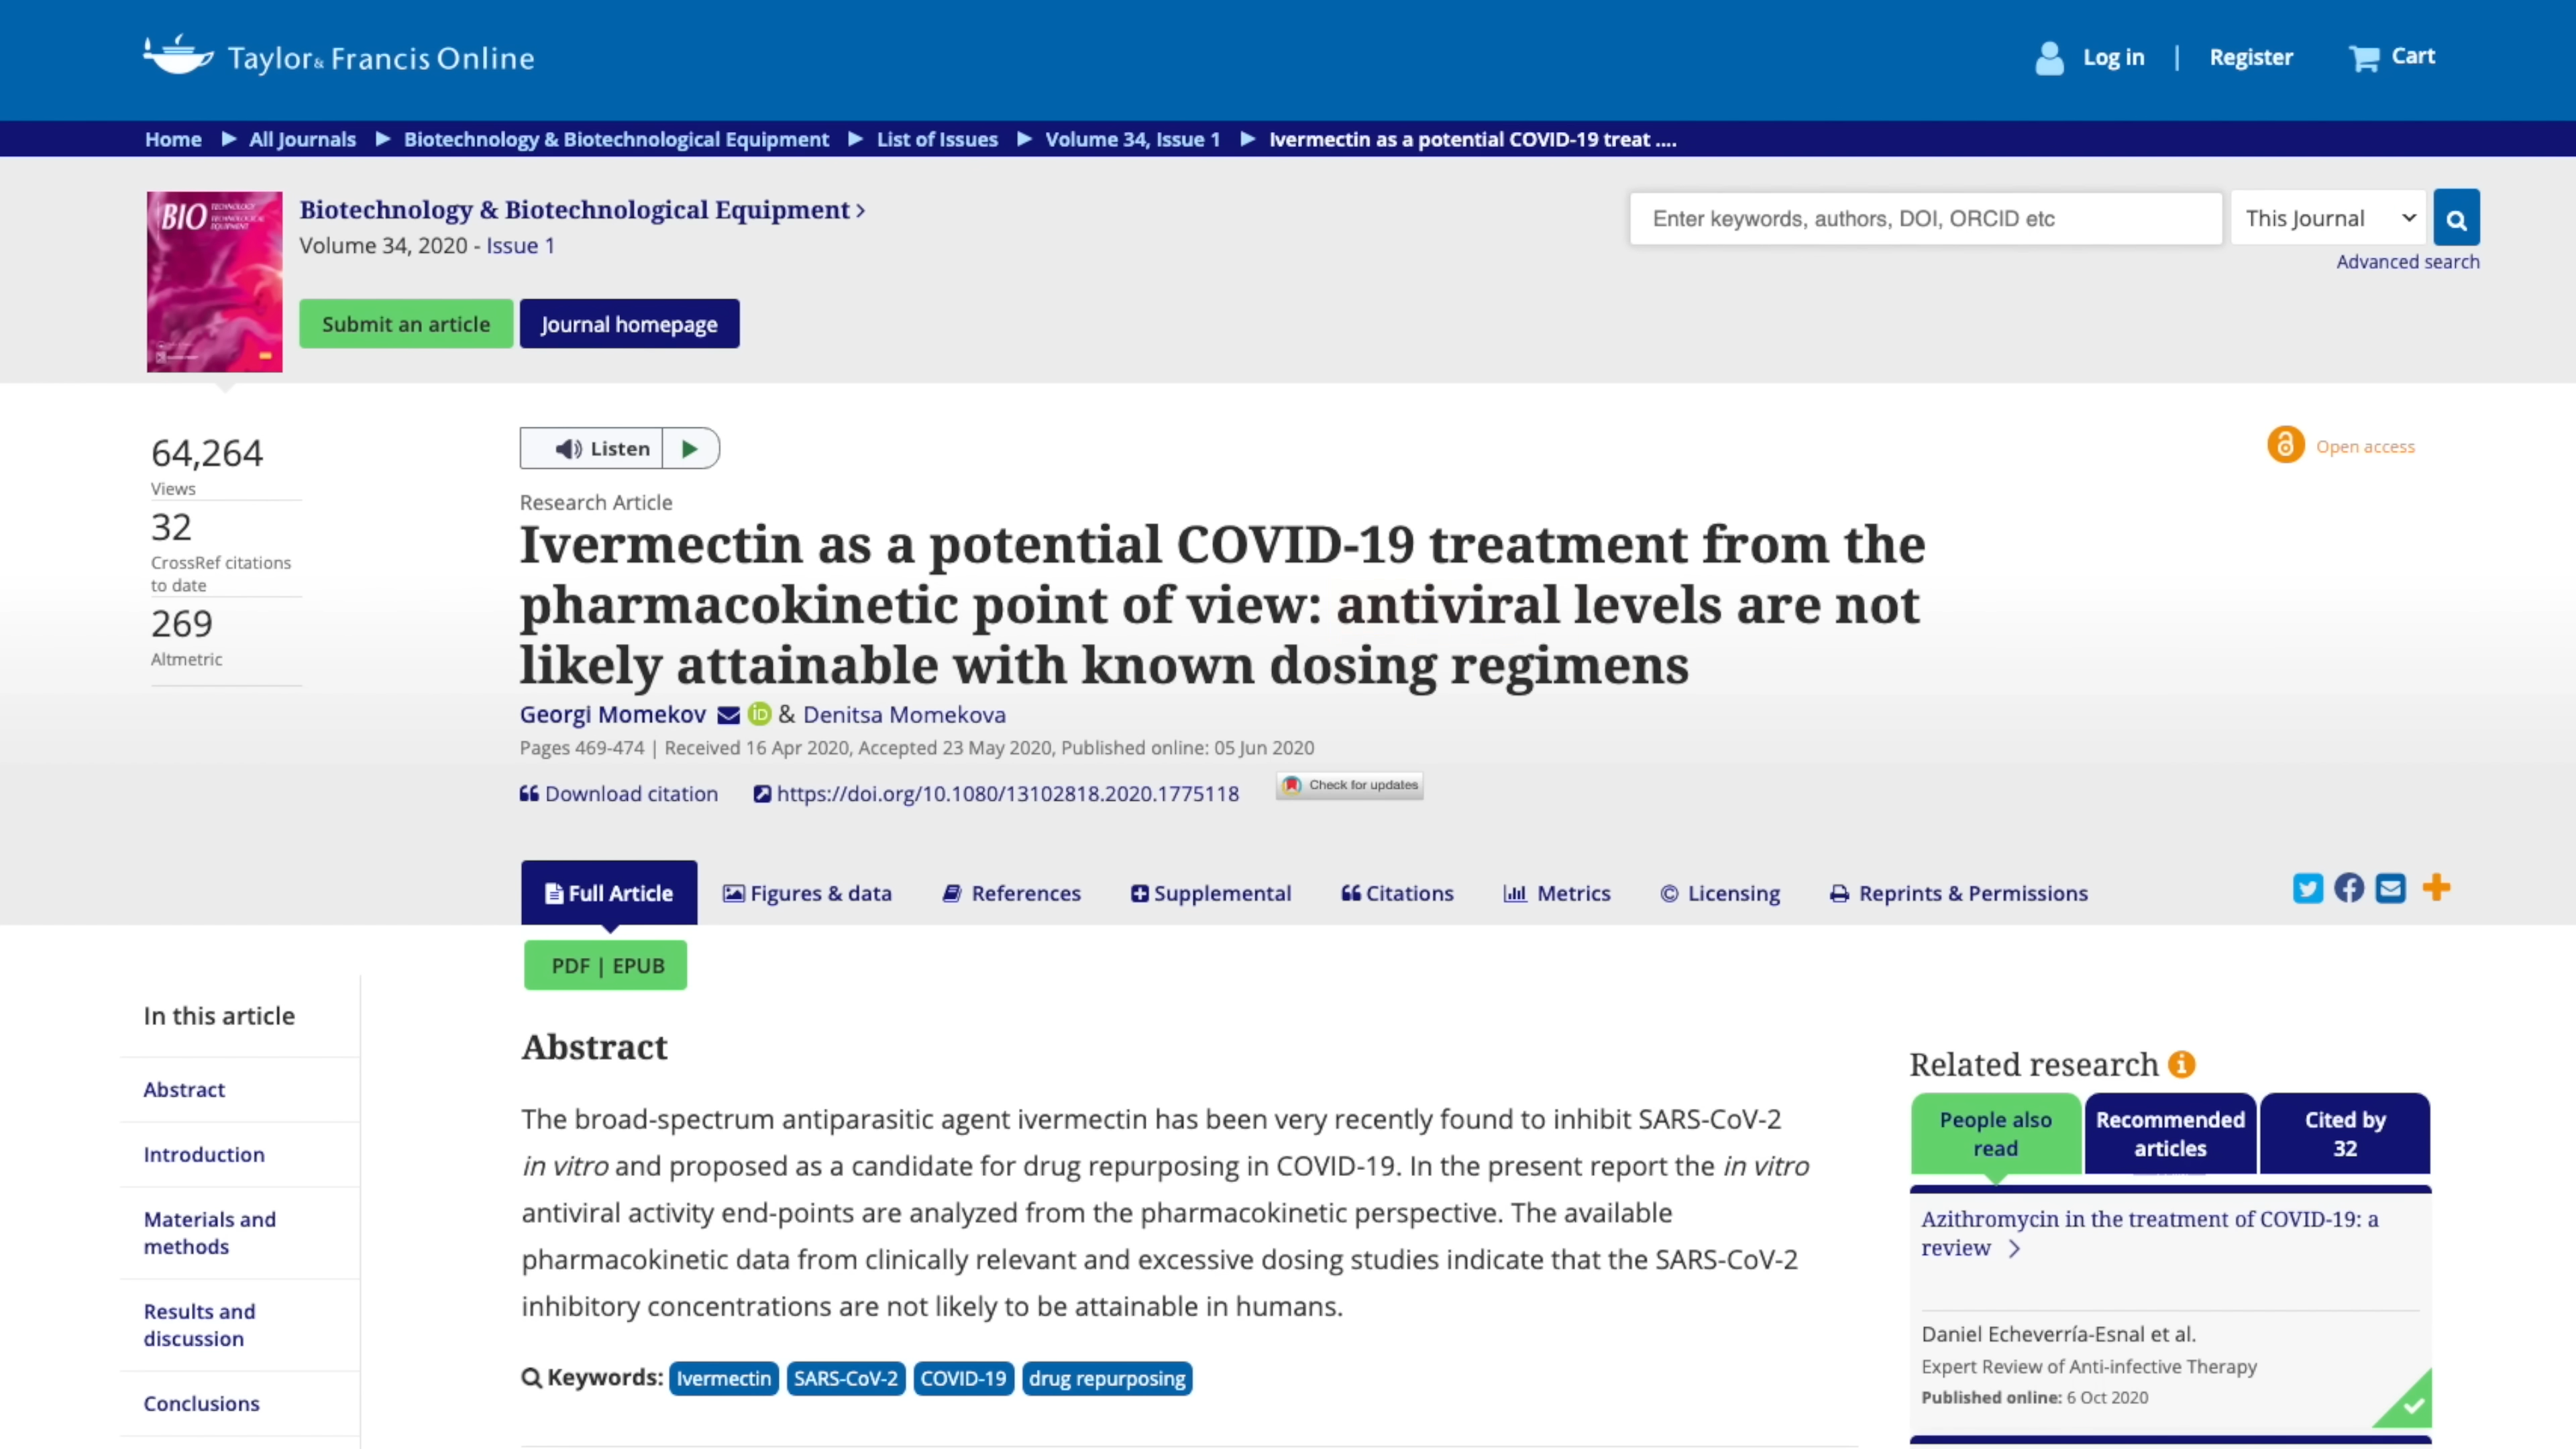 Taylor & Francis Online
Log in | Register Cart
Home ▶ All Journals ▶ Biotechnology & Biotechnological Equipment ▶ List of Issues ▶ Volume 34, Issue 1 ▶ Ivermectin as a potential COVID-19 treat ....
BIO
Biotechnology & Biotechnological Equipment >
Volume 34, 2020 - Issue 1
Submit an article
Journal homepage
Enter keywords, authors, DOI, ORCID etc
This Journal
Advanced search
64,264
Views
32
CrossRef citations
to date
269
Altmetric
Listen
Open access
Research Article
Ivermectin as a potential COVID-19 treatment from the
pharmacokinetic point of view: antiviral levels are not
likely attainable with known dosing regimens
Georgi Momekov iD & Denitsa Momekova
Pages 469-474 | Received 16 Apr 2020, Accepted 23 May 2020, Published online: 05 Jun 2020
Download citation https://doi.org/10.1080/13102818.2020.1775118 Check for updates
Full Article Figures & data References Supplemental Citations Metrics Licensing Reprints & Permissions
PDF | EPUB
In this article
Abstract
Introduction
Materials and
methods
Results and
discussion
Conclusions
Abstract
The broad-spectrum antiparasitic agent ivermectin has been very recently found to inhibit SARS-CoV-2
in vitro and proposed as a candidate for drug repurposing in COVID-19. In the present report the in vitro
antiviral activity end-points are analyzed from the pharmacokinetic perspective. The available
pharmacokinetic data from clinically relevant and excessive dosing studies indicate that the SARS-CoV-2
inhibitory concentrations are not likely to be attainable in humans.
Keywords: Ivermectin SARS-CoV-2 COVID-19 drug repurposing
Related research
People also
read
Recommended
articles
Cited by
32
Azithromycin in the treatment of COVID-19: a
review >
Daniel Echeverría-Esnal et al.
Expert Review of Anti-infective Therapy
Published online: 6 Oct 2020